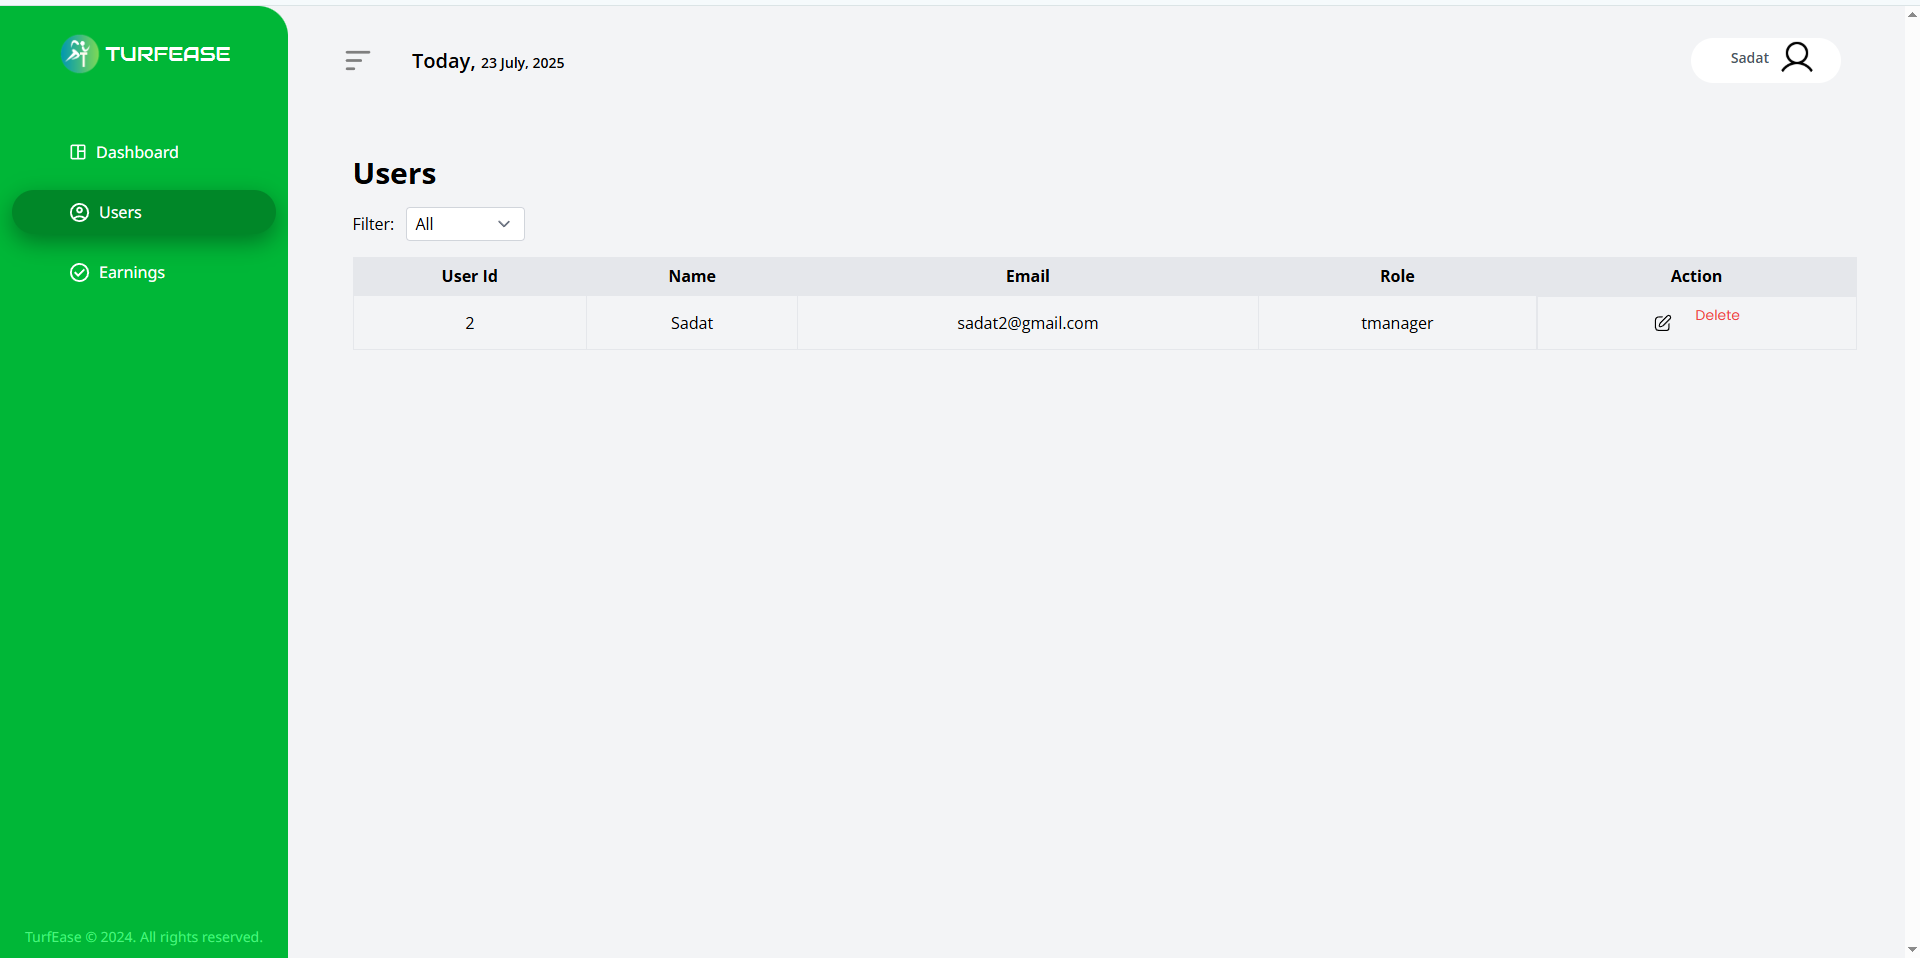 TURFEASE
Today, 23 July, 2025
Sadat
Dashboard
Users
Earnings
Users
Filter: All
User Id Name Email Role Action
2 Sadat sadat2@gmail.com tmanager Delete
TurfEase © 2024. All rights reserved.